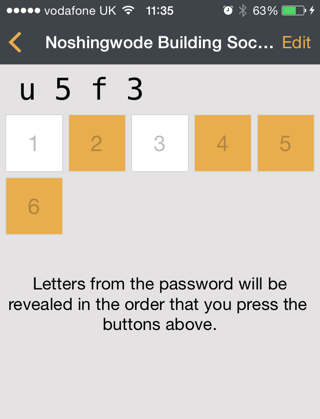 vodafone UK 11:35 63%
Noshingwode Building Soc... Edit
u 5 f 3
1 2 3 4 5
6
Letters from the password will be
revealed in the order that you press the
buttons above.